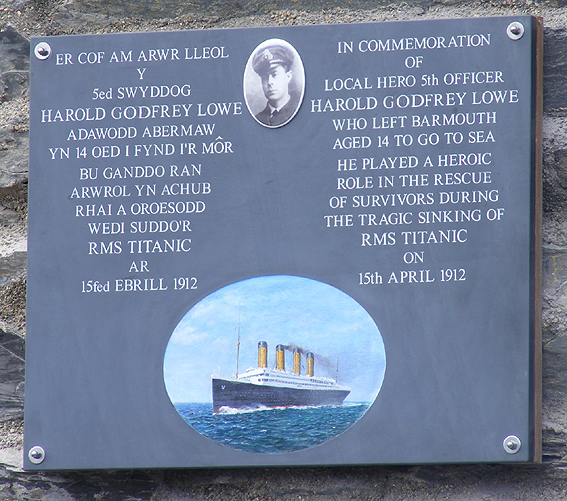 ER COF AM ARWR LLEOL
Y
5ed SWYDDOG
HAROLD GODFREY LOWE
ADAWODD ABERMAW
YN 14 OED I FYND I'R MÔR
BU GANDDO RAN
ARWROL YN ACHUB
RHAI A OROESODD
WEDI SUDDO'R
RMS TITANIC
AR
15fed EBRILL 1912
IN COMMEMORATION
OF
LOCAL HERO 5th OFFICER
HAROLD GODFREY LOWE
WHO LEFT BARMOUTH
AGED 14 TO GO TO SEA
HE PLAYED A HEROIC
ROLE IN THE RESCUE
OF SURVIVORS DURING
THE TRAGIC SINKING OF
RMS TITANIC
ON
15th APRIL 1912